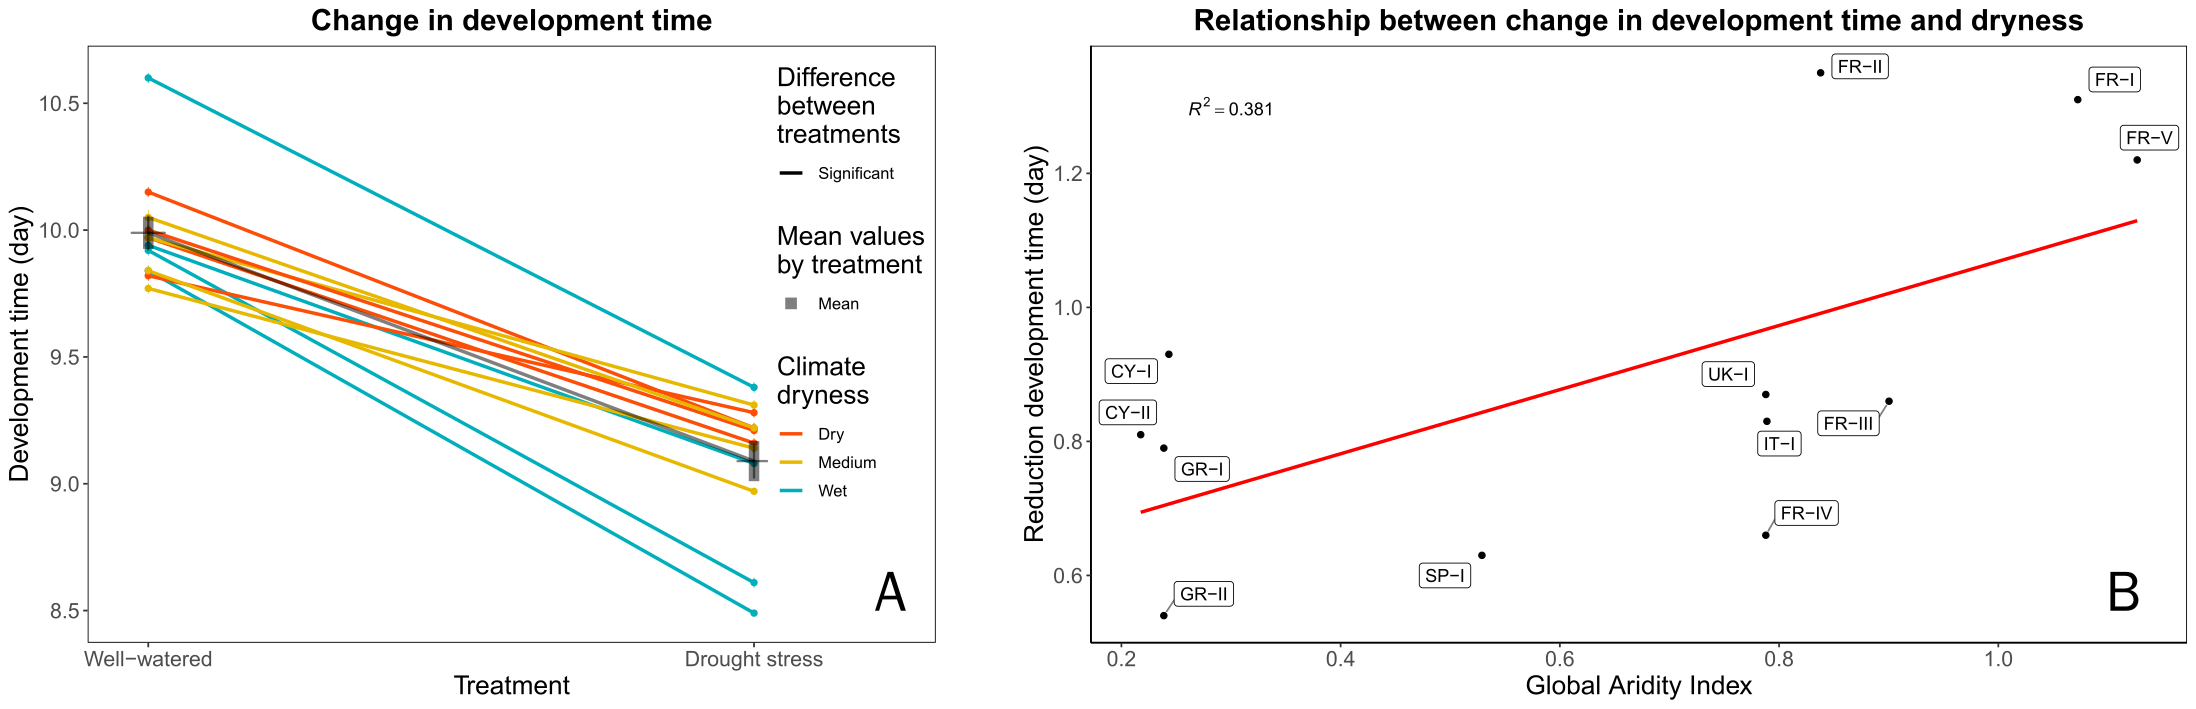 Change in development time
Development time (day)
10.5
10.0
9.5
9.0
8.5
Difference
between
treatments
Significant
Mean values
by treatment
Mean
Climate
dryness
Dry
Medium
Wet
A
Well−watered
Drought stress
Treatment
Relationship between change in development time and dryness
Reduction development time (day)
1.2
1.0
0.8
0.6
R² = 0.381
FR−II
FR−I
FR−V
CY−I
UK−I
CY−II
FR−III
IT−I
GR−I
FR−IV
SP−I
GR−II
B
0.2
0.4
0.6
0.8
1.0
Global Aridity Index